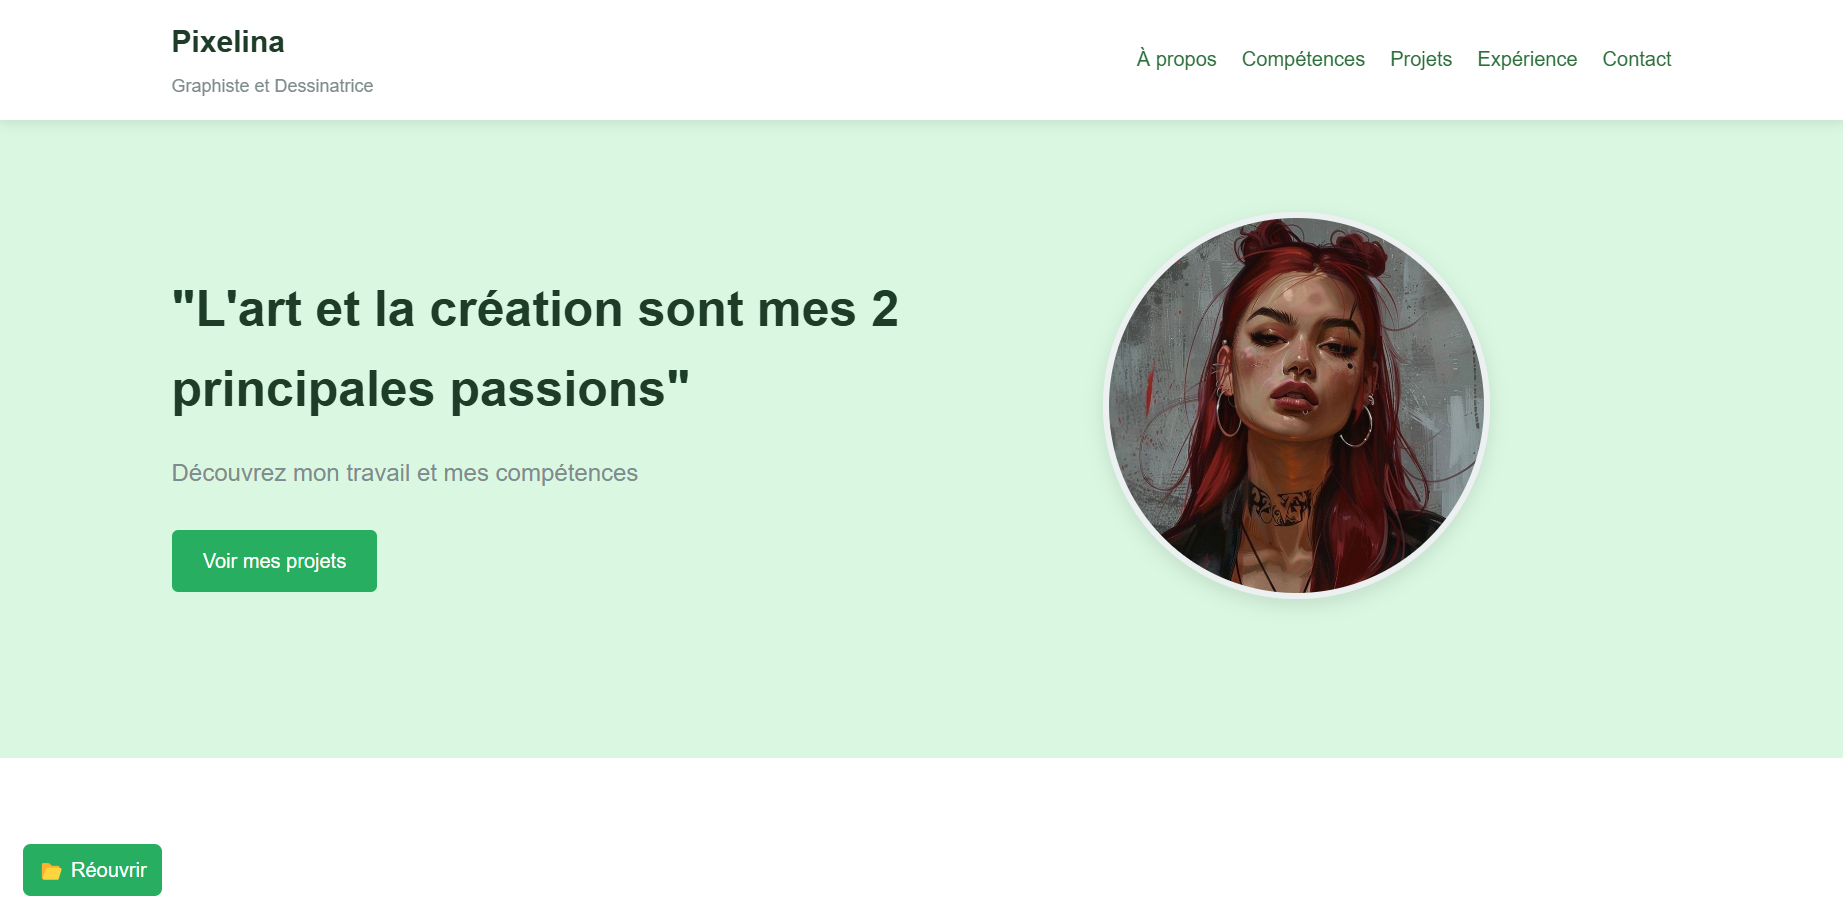 Pixelina
Graphiste et Dessinatrice
À propos
Compétences
Projets
Expérience
Contact
"L'art et la création sont mes 2
principales passions"
Découvrez mon travail et mes compétences
Voir mes projets
Réouvrir